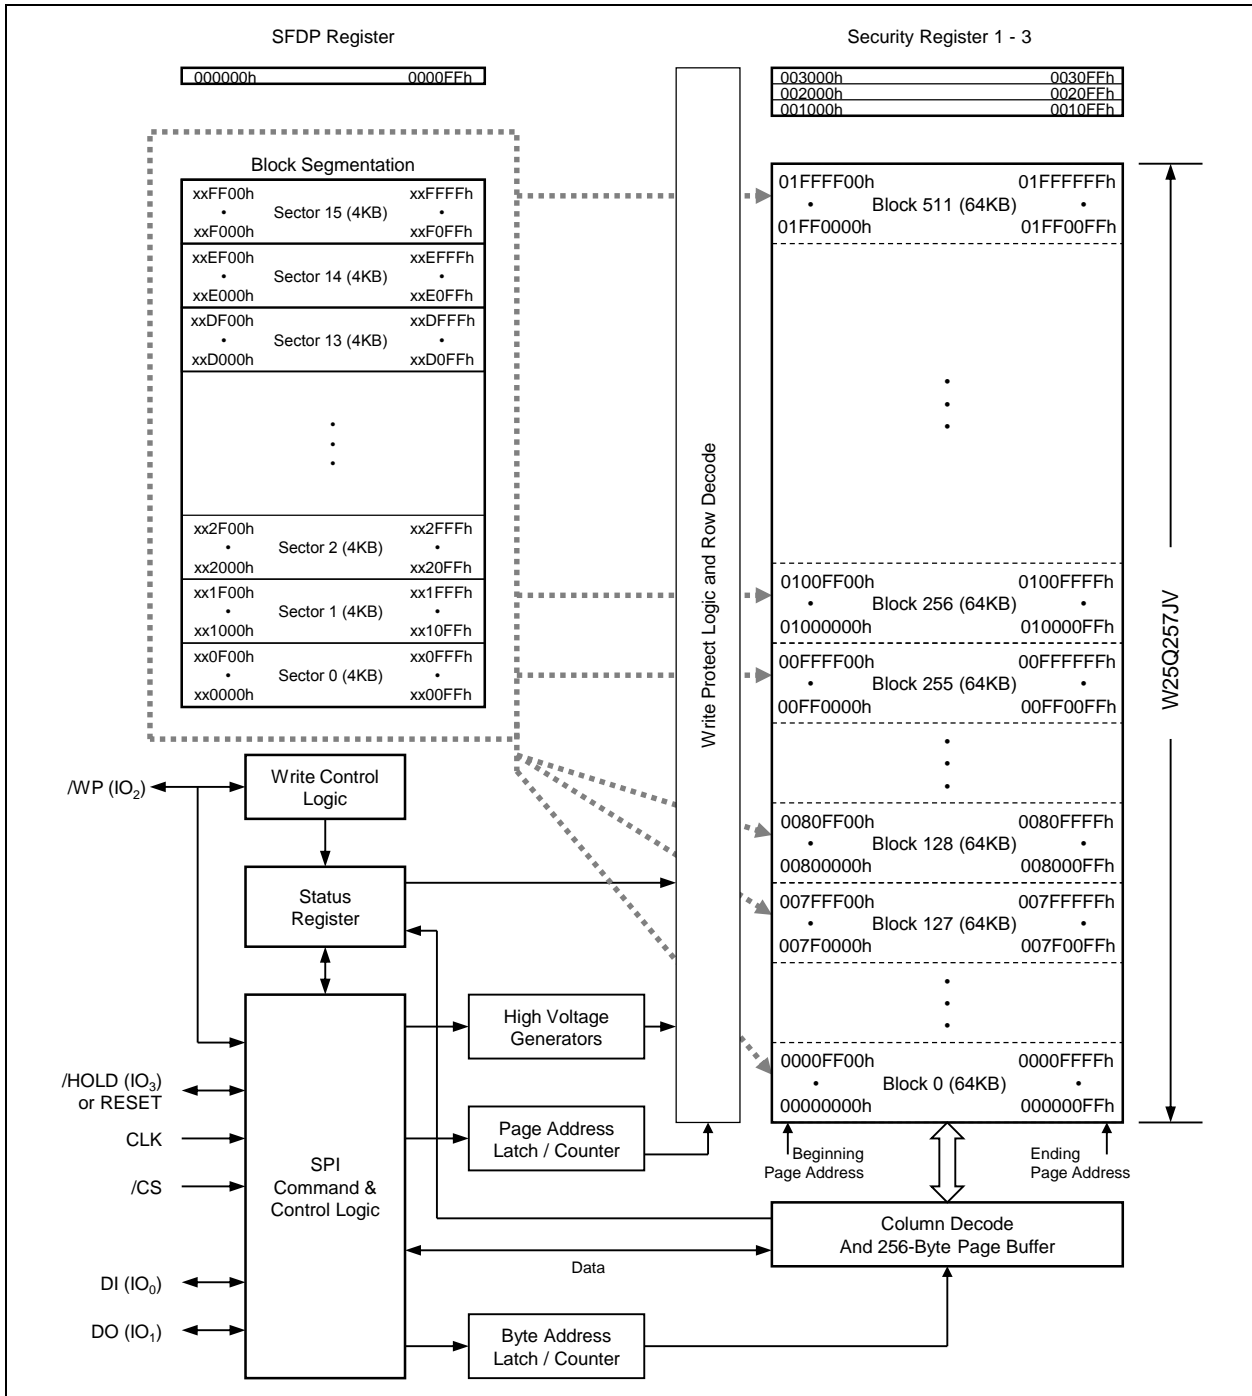 SFDP Register
000000h 0000FFh
Security Register 1 - 3
003000h 0030FFh
002000h 0020FFh
001000h 0010FFh
Block Segmentation
xxFF00h xxFFFFh
• Sector 15 (4KB) •
xxF000h xxF0FFh
xxEF00h xxEFFFh
• Sector 14 (4KB) •
xxE000h xxE0FFh
xxDF00h xxDFFFh
• Sector 13 (4KB) •
xxD000h xxD0FFh
•
•
•
xx2F00h xx2FFFh
• Sector 2 (4KB) •
xx2000h xx20FFh
xx1F00h xx1FFFh
• Sector 1 (4KB) •
xx1000h xx10FFh
xx0F00h xx0FFFh
• Sector 0 (4KB) •
xx0000h xx00FFh
Write Protect Logic and Row Decode
01FFFF00h 01FFFFFFh
• Block 511 (64KB) •
01FF0000h 01FF00FFh
•
•
•
0100FF00h 0100FFFFh
• Block 256 (64KB) •
01000000h 010000FFh
00FFFF00h 00FFFFFFh
• Block 255 (64KB) •
00FF0000h 00FF00FFh
•
•
•
0080FF00h 0080FFFFh
• Block 128 (64KB) •
00800000h 008000FFh
007FFF00h 007FFFFFh
• Block 127 (64KB) •
007F0000h 007F00FFh
•
•
•
0000FF00h 0000FFFFh
• Block 0 (64KB) •
00000000h 000000FFh
W25Q257JV
Beginning
Page Address
Ending
Page Address
/WP (IO2)
Write Control
Logic
Status
Register
High Voltage
Generators
/HOLD (IO3)
or RESET
CLK
/CS
DI (IO0)
DO (IO1)
SPI
Command &
Control Logic
Page Address
Latch / Counter
Column Decode
And 256-Byte Page Buffer
Data
Byte Address
Latch / Counter